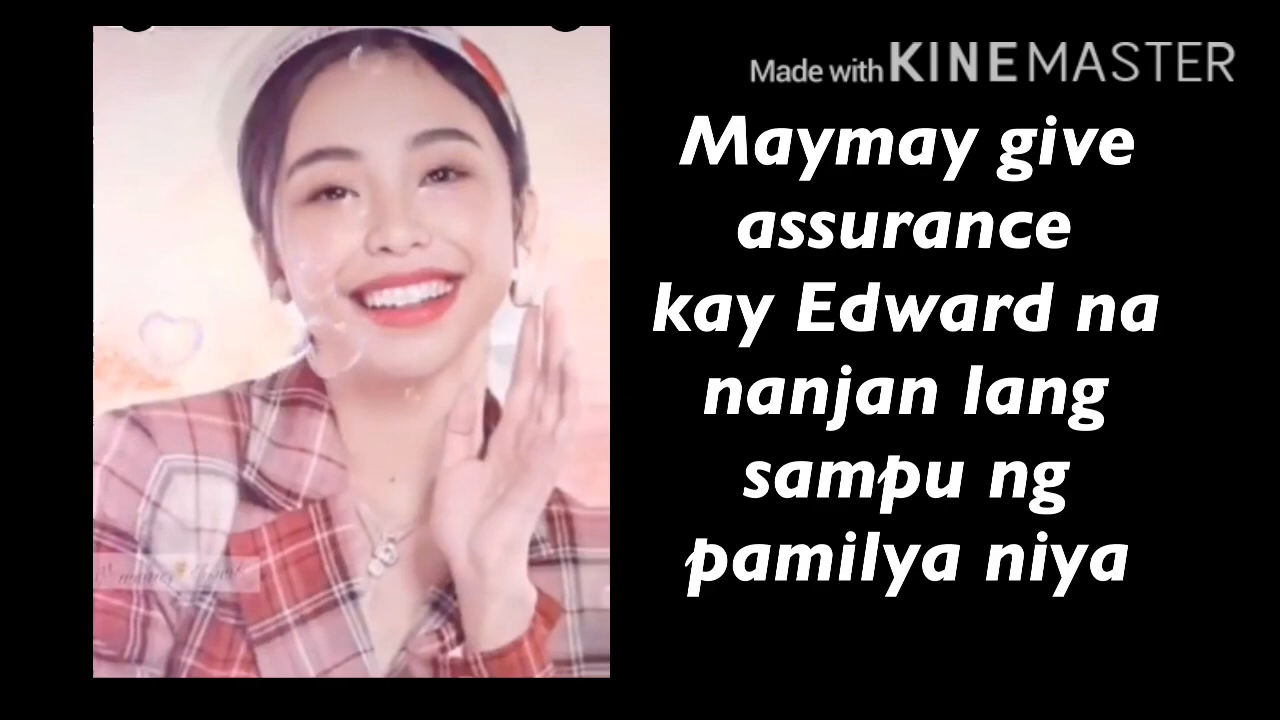 Made with KINEMASTER
Maymay give
assurance
kay Edward na
nanjan lang
sampu ng
pamilya niya